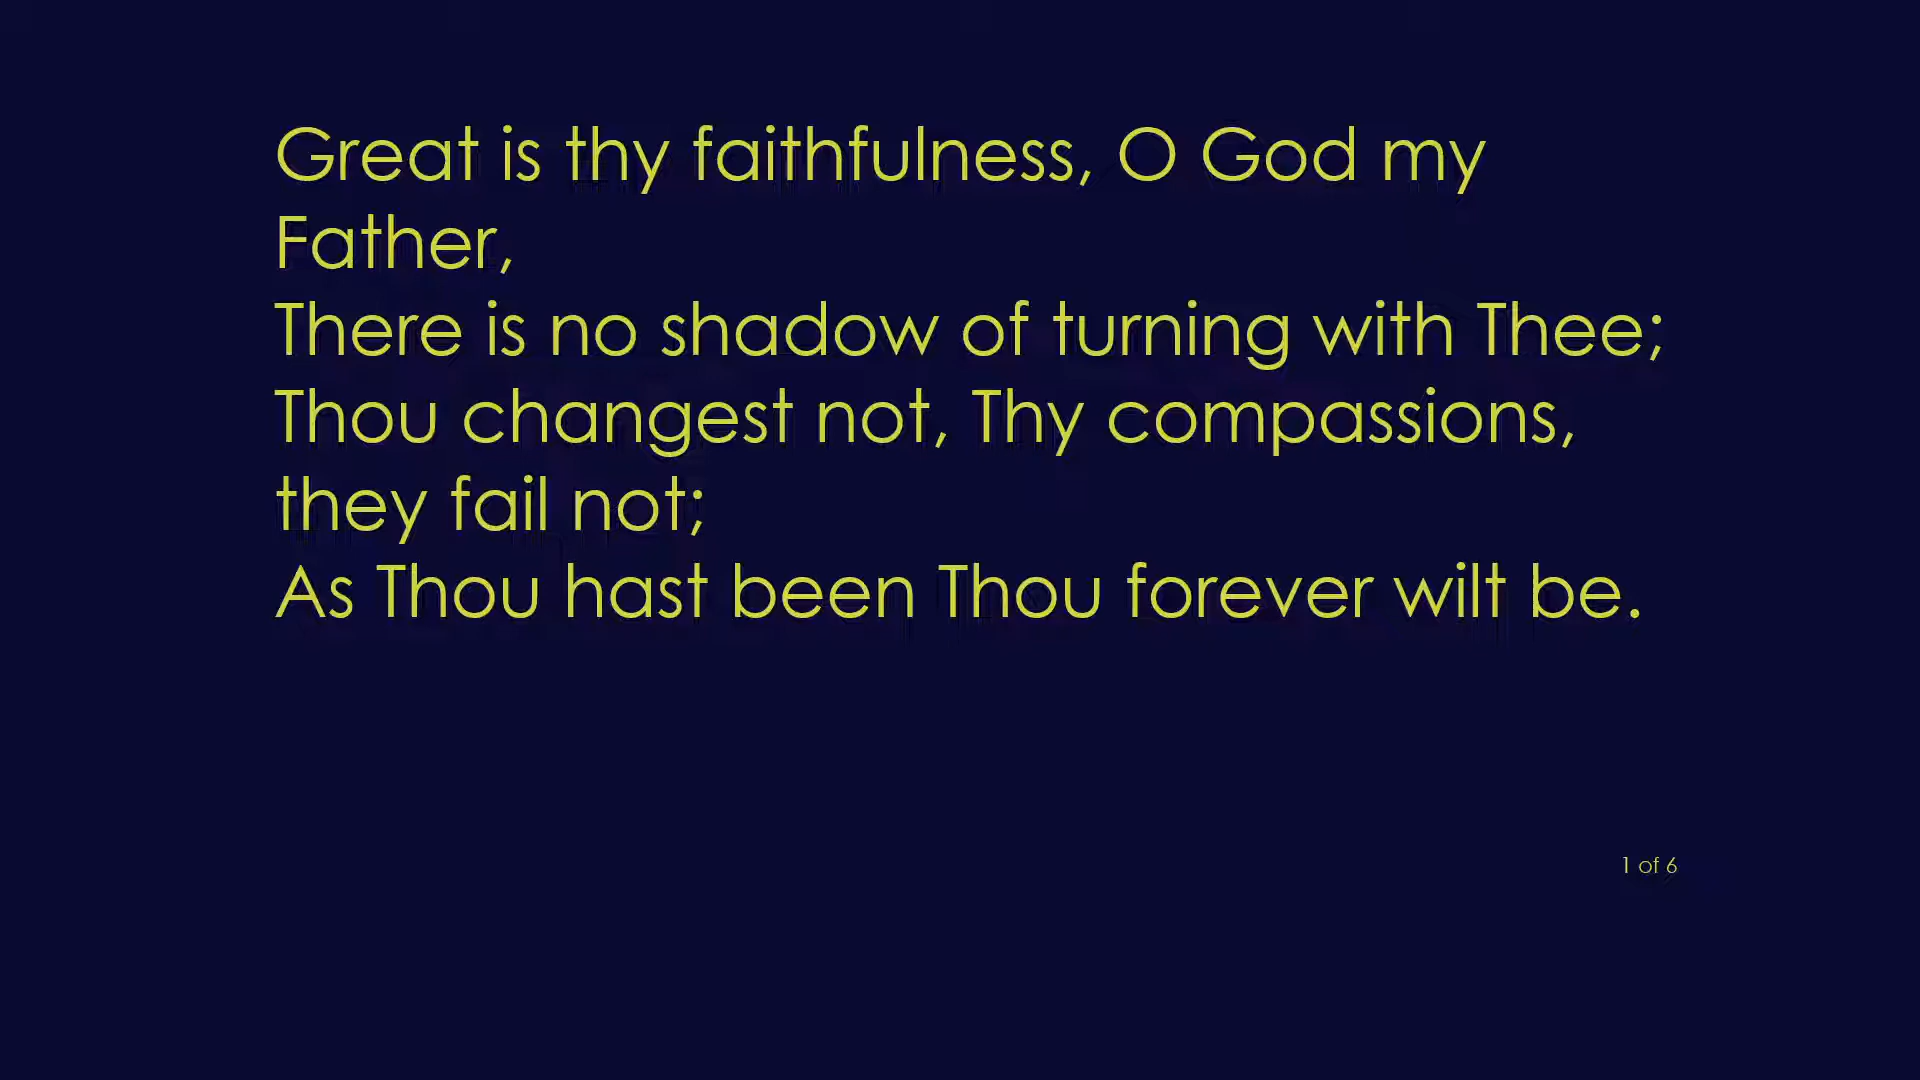 Great is thy faithfulness, O God my
Father,
There is no shadow of turning with Thee;
Thou changest not, Thy compassions,
they fail not;
As Thou hast been Thou forever wilt be.
1 of 6